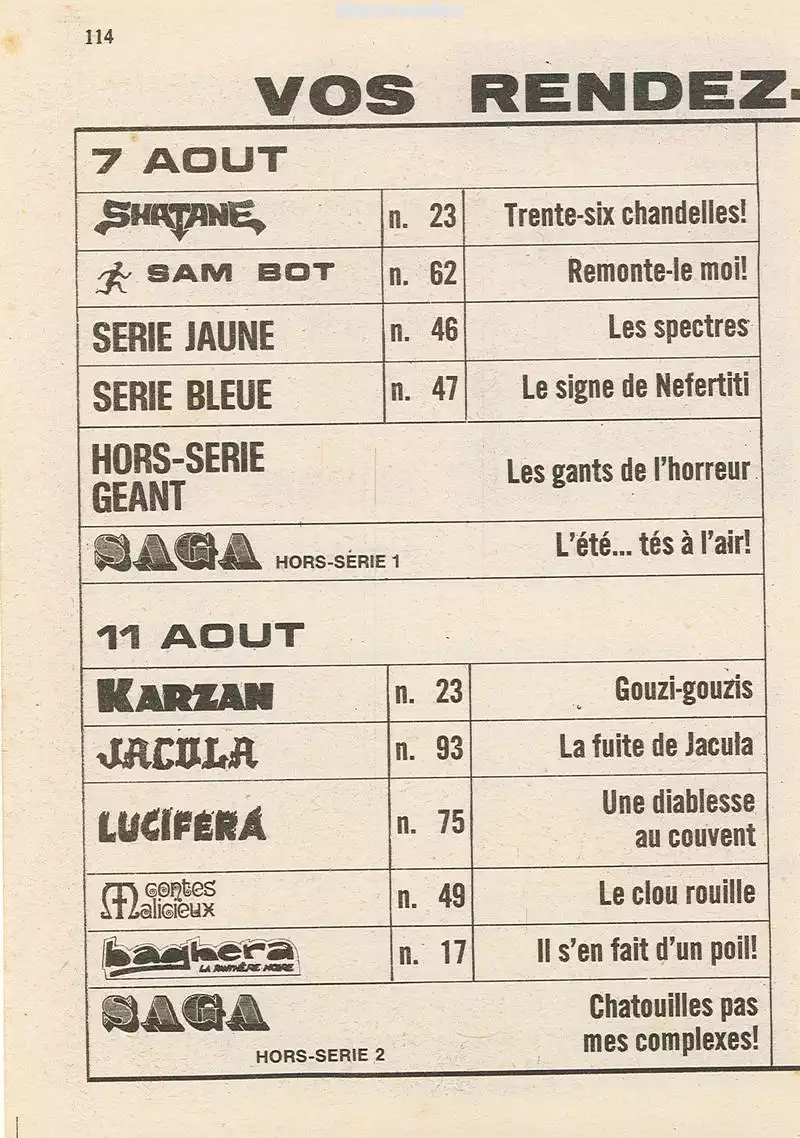 114
VOS RENDEZ-
7 AOUT
SHATANE n. 23 Trente-six chandelles!
SAM BOT n. 62 Remonte-le moi!
SERIE JAUNE n. 46 Les spectres
SERIE BLEUE n. 47 Le signe de Nefertiti
HORS-SERIE
GEANT Les gants de l'horreur
SAGA HORS-SERIE 1 L'été... tés à l'air!
11 AOUT
KARZAN n. 23 Gouzi-gouzis
JACULA n. 93 La fuite de Jacula
LUCIFERA n. 75 Une diablesse
au couvent
Contes
Malicieux n. 49 Le clou rouille
baghera n. 17 Il s'en fait d'un poil!
LA PANTHÈRE NOIRE
SAGA Chatouilles pas
mes complexes!
HORS-SERIE 2